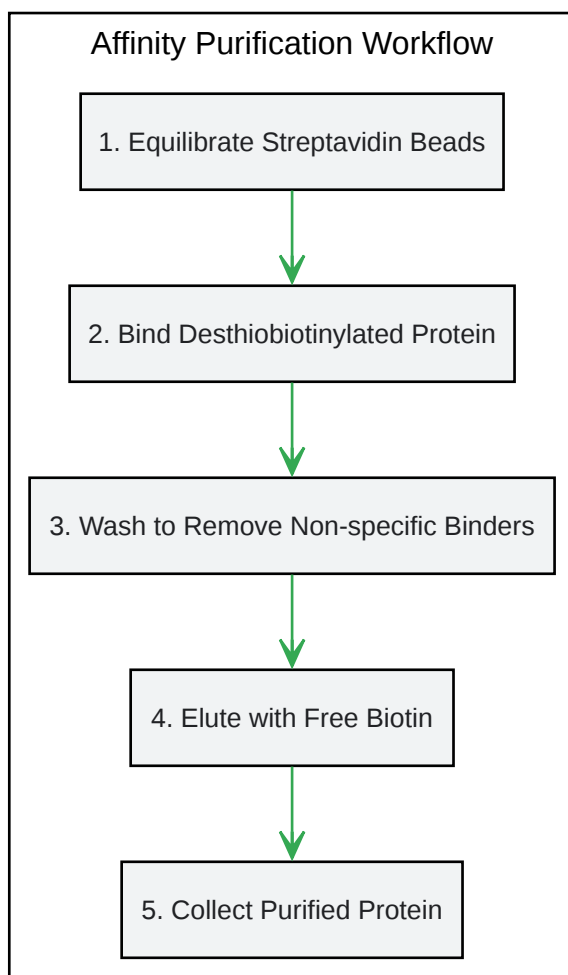 Affinity Purification Workflow
1. Equilibrate Streptavidin Beads
2. Bind Desthiobiotinylated Protein
3. Wash to Remove Non-specific Binders
4. Elute with Free Biotin
5. Collect Purified Protein